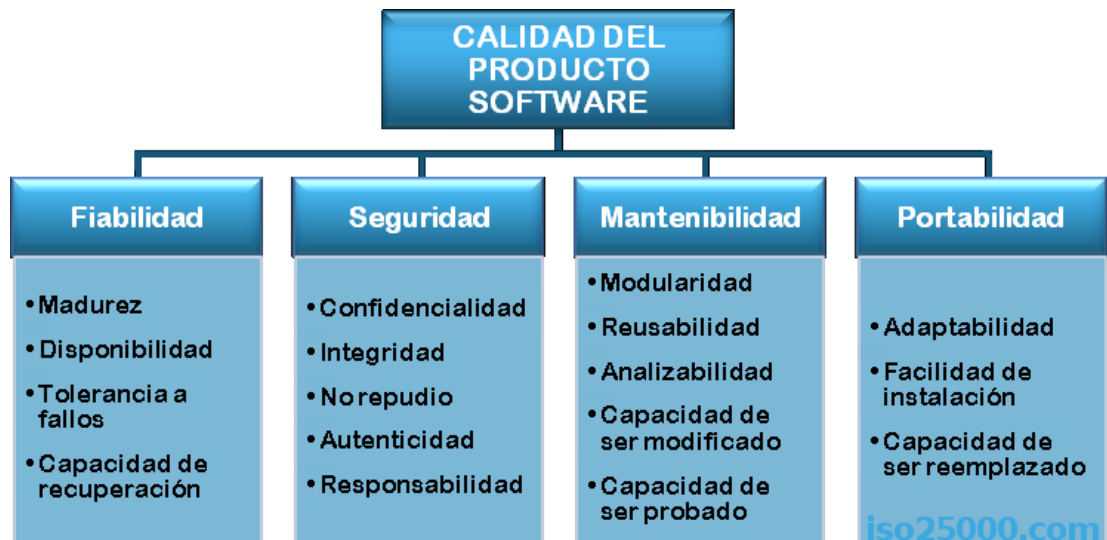 CALIDAD DEL
PRODUCTO
SOFTWARE
Fiabilidad
• Madurez
• Disponibilidad
• Tolerancia a
fallos
• Capacidad de
recuperación
Seguridad
• Confidencialidad
• Integridad
• No repudio
• Autenticidad
• Responsabilidad
Mantenibilidad
• Modularidad
• Reusabilidad
• Analizabilidad
• Capacidad de
ser modificado
• Capacidad de
ser probado
Portabilidad
• Adaptabilidad
• Facilidad de
instalación
• Capacidad de
ser reemplazado
iso25000.com